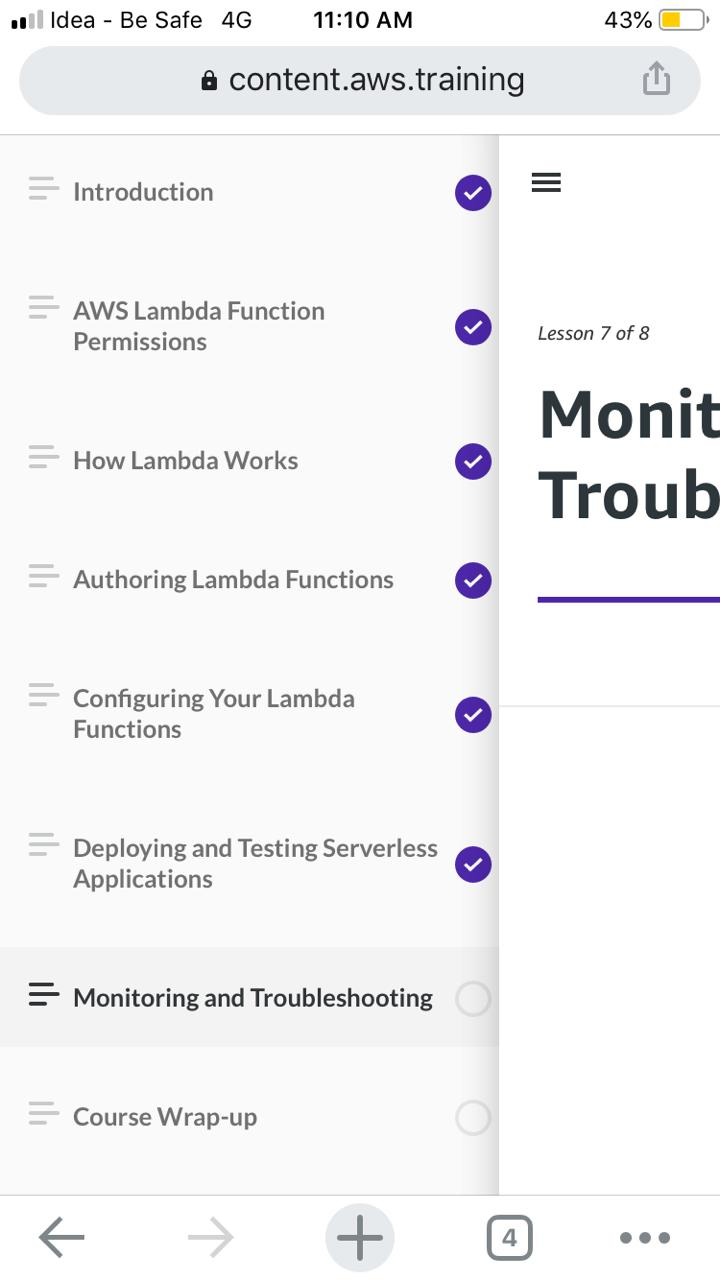 Idea - Be Safe 4G 11:10 AM 43%
content.aws.training
Introduction
AWS Lambda Function
Permissions
How Lambda Works
Authoring Lambda Functions
Configuring Your Lambda
Functions
Deploying and Testing Serverless
Applications
Monitoring and Troubleshooting
Course Wrap-up
Lesson 7 of 8
Monit
Troub
4